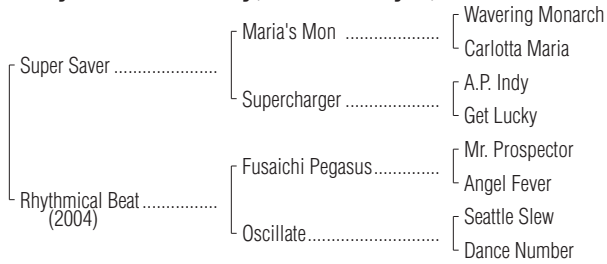 Wavering Monarch
Maria's Mon ...................
Carlotta Maria
Super Saver .....................
A.P. Indy
Supercharger ...................
Get Lucky
Mr. Prospector
Fusaichi Pegasus.............
Angel Fever
Rhythmical Beat ...............
(2004)
Seattle Slew
Oscillate..........................
Dance Number